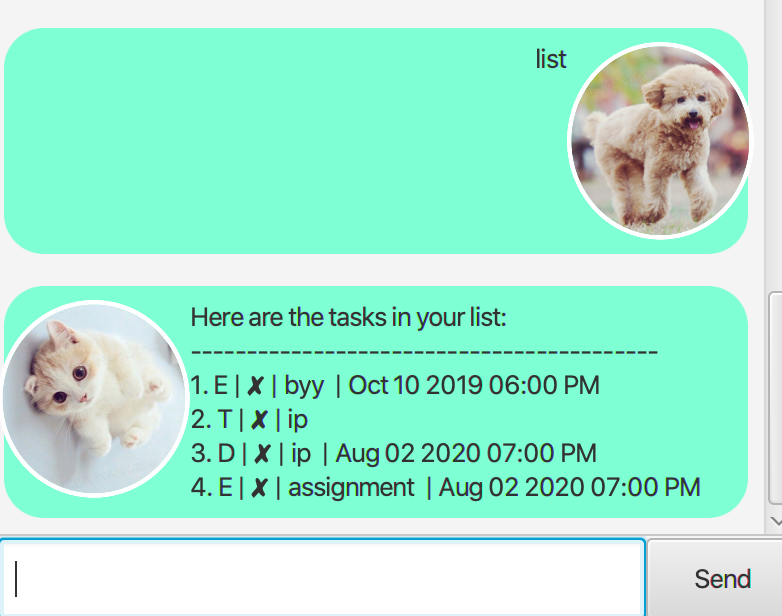 list
Here are the tasks in your list:
------------------------------------------
1. E | ✘ | byy  | Oct 10 2019 06:00 PM
2. T | ✘ | ip
3. D | ✘ | ip  | Aug 02 2020 07:00 PM
4. E | ✘ | assignment  | Aug 02 2020 07:00 PM
Send